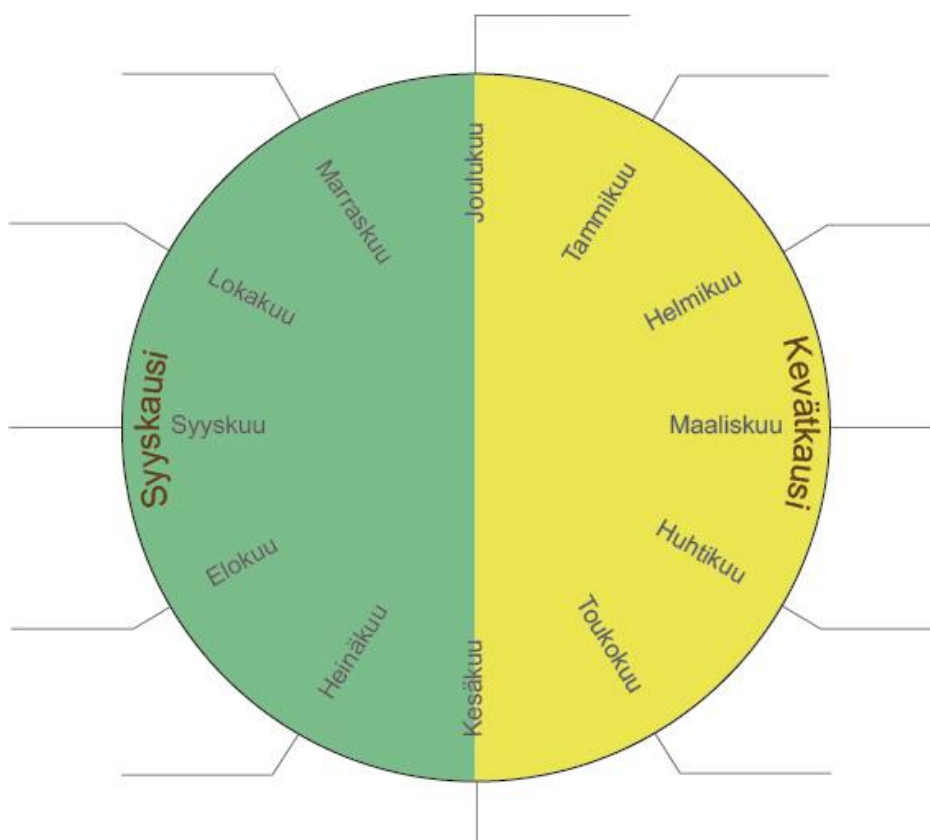 Joulukuu
Tammikuu
Helmikuu
Maaliskuu
Huhtikuu
Toukokuu
Kesäkuu
Heinäkuu
Elokuu
Syyskuu
Lokakuu
Marraskuu
Syyskausi
Kevätkausi